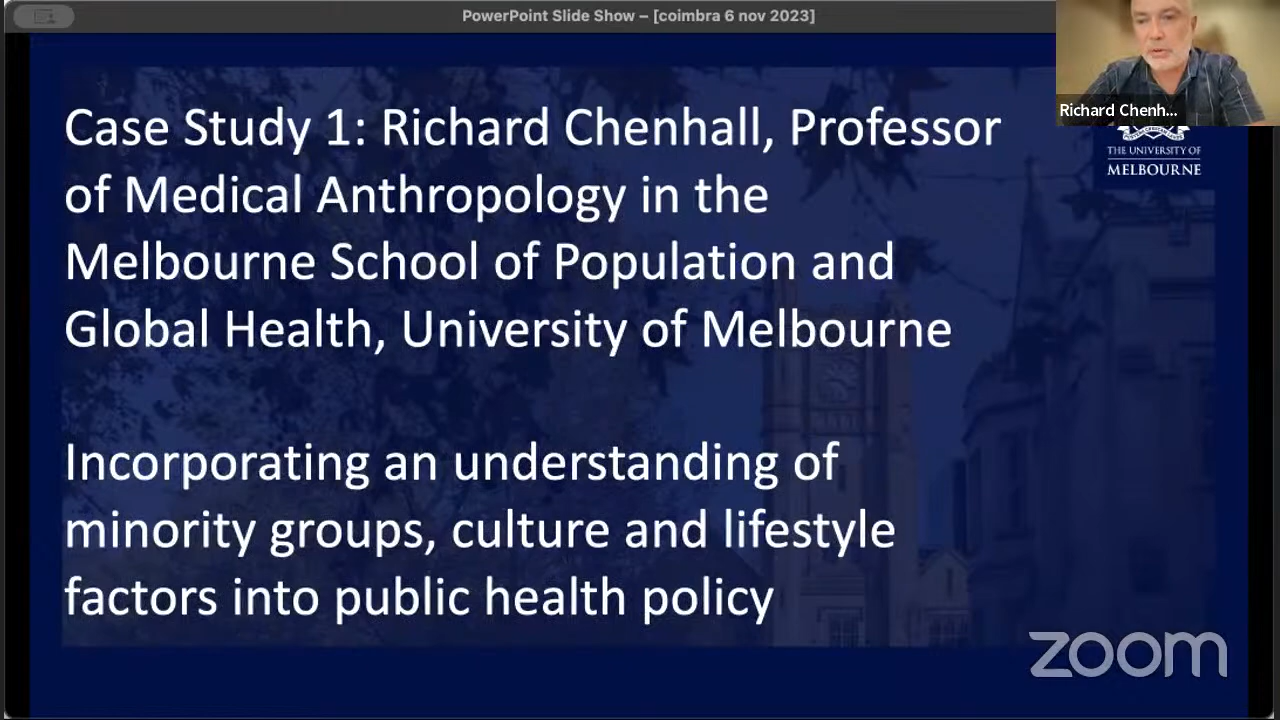 PowerPoint Slide Show – [coimbra 6 nov 2023]
Richard Chenh...
THE UNIVERSITY OF
MELBOURNE
Case Study 1: Richard Chenhall, Professor
of Medical Anthropology in the
Melbourne School of Population and
Global Health, University of Melbourne
Incorporating an understanding of
minority groups, culture and lifestyle
factors into public health policy
zoom